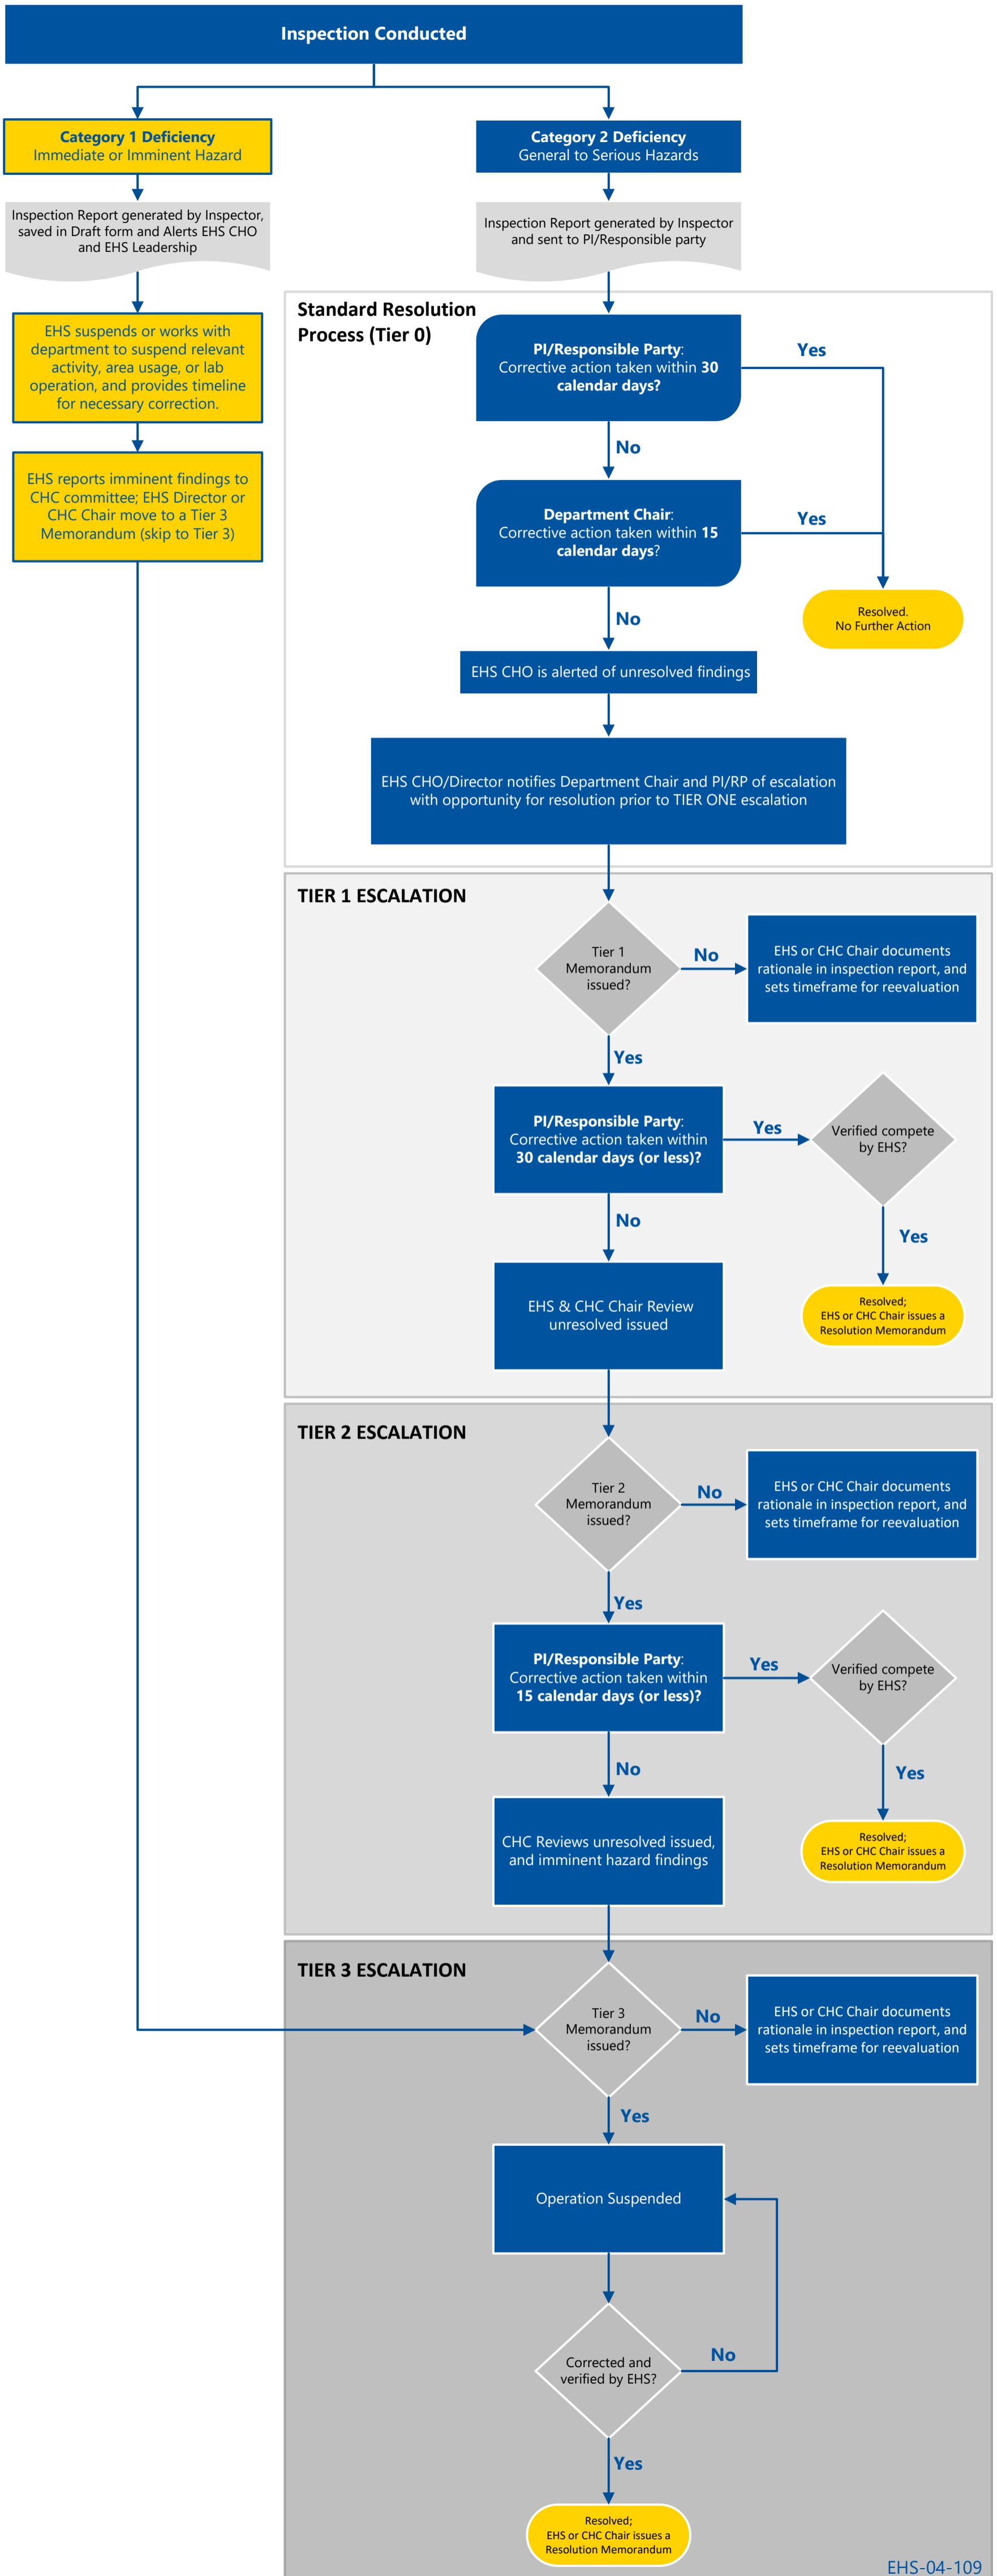 Inspection Conducted
Category 1 Deficiency
Immediate or Imminent Hazard
Category 2 Deficiency
General to Serious Hazards
Inspection Report generated by Inspector,
saved in Draft form and Alerts EHS CHO
and EHS Leadership
Inspection Report generated by Inspector
and sent to PI/Responsible party
EHS suspends or works with
department to suspend relevant
activity, area usage, or lab
operation, and provides timeline
for necessary correction.
EHS reports imminent findings to
CHC committee; EHS Director or
CHC Chair move to a Tier 3
Memorandum (skip to Tier 3)
Standard Resolution
Process (Tier 0)
PI/Responsible Party:
Corrective action taken within 30
calendar days?
Yes
No
Department Chair:
Corrective action taken within 15
calendar days?
Yes
No
Resolved.
No Further Action
EHS CHO is alerted of unresolved findings
EHS CHO/Director notifies Department Chair and PI/RP of escalation
with opportunity for resolution prior to TIER ONE escalation
TIER 1 ESCALATION
Tier 1
Memorandum
issued?
No
EHS or CHC Chair documents
rationale in inspection report, and
sets timeframe for reevaluation
Yes
PI/Responsible Party:
Corrective action taken within
30 calendar days (or less)?
Yes
Verified compete
by EHS?
No
Yes
EHS & CHC Chair Review
unresolved issued
Resolved;
EHS or CHC Chair issues a
Resolution Memorandum
TIER 2 ESCALATION
Tier 2
Memorandum
issued?
No
EHS or CHC Chair documents
rationale in inspection report, and
sets timeframe for reevaluation
Yes
PI/Responsible Party:
Corrective action taken within
15 calendar days (or less)?
Yes
Verified compete
by EHS?
No
Yes
CHC Reviews unresolved issued,
and imminent hazard findings
Resolved;
EHS or CHC Chair issues a
Resolution Memorandum
TIER 3 ESCALATION
Tier 3
Memorandum
issued?
No
EHS or CHC Chair documents
rationale in inspection report, and
sets timeframe for reevaluation
Yes
Operation Suspended
Corrected and
verified by EHS?
No
Yes
Resolved;
EHS or CHC Chair issues a
Resolution Memorandum
EHS-04-109